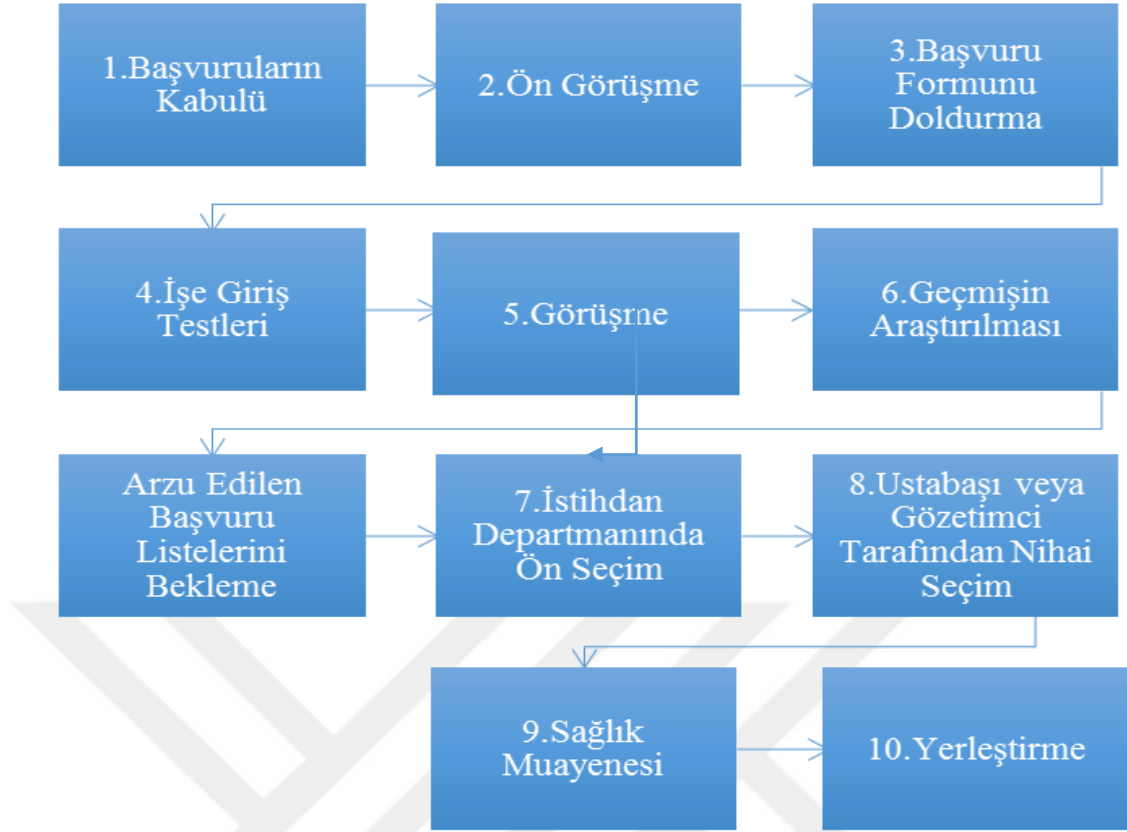 1.Başvuruların
Kabulü
2.Ön Görüşme
3.Başvuru
Formunu
Doldurma
4.İşe Giriş
Testleri
5.Görüşme
6.Geçmişin
Araştırılması
Arzu Edilen
Başvuru
Listelerini
Bekleme
7.İstihdan
Departmanında
Ön Seçim
8.Ustabaşı veya
Gözetimci
Tarafından Nihai
Seçim
9.Sağlık
Muayenesi
10.Yerleştirme